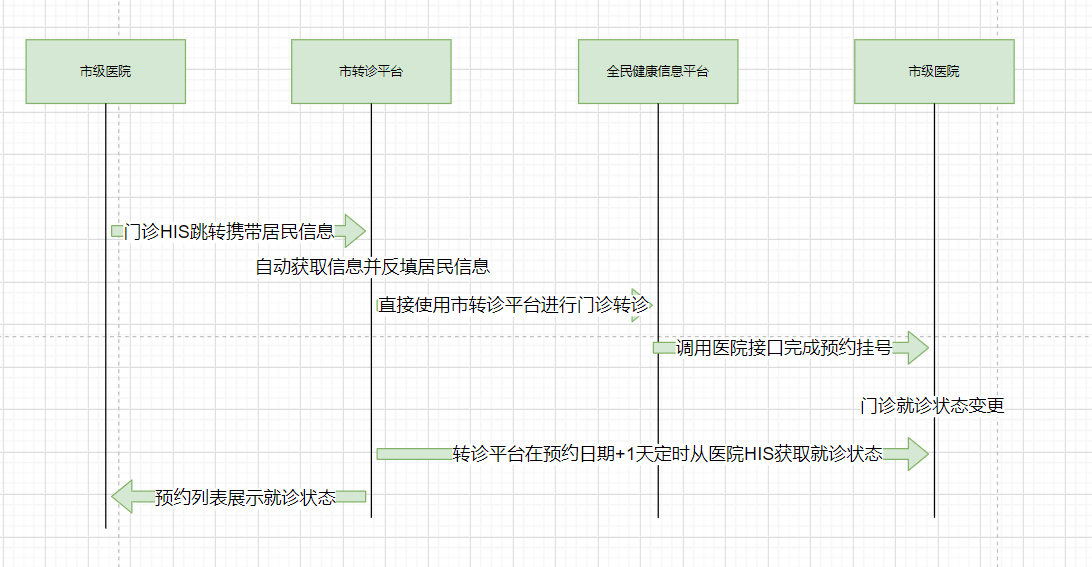 市级医院
市转诊平台
全民健康信息平台
市级医院
门诊HIS跳转携带居民信息
自动获取信息并反填居民信息
直接使用市转诊平台进行门诊转诊
调用医院接口完成预约挂号
门诊就诊状态变更
转诊平台在预约日期+1天定时从医院HIS获取就诊状态
预约列表展示就诊状态